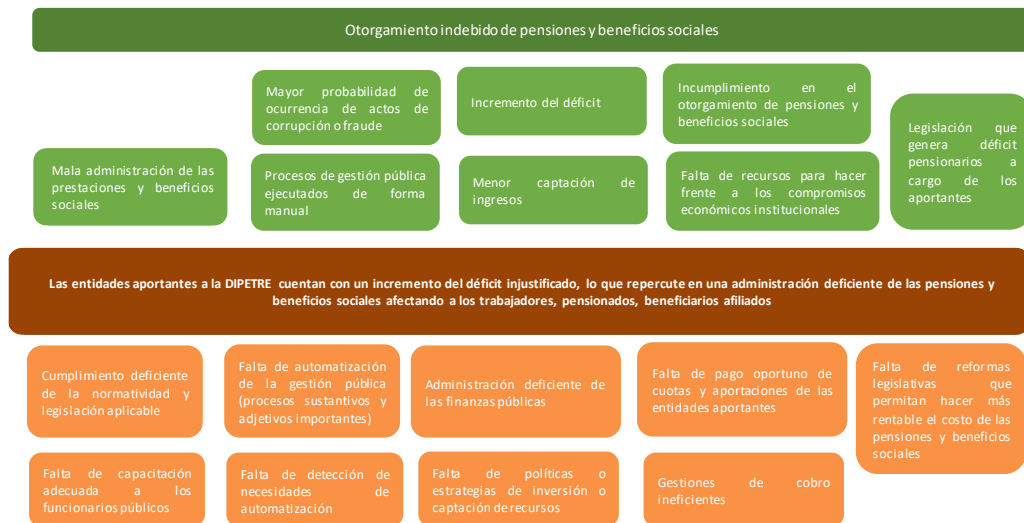 Otorgamiento indebido de pensiones y beneficios sociales
Mayor probabilidad de
ocurrencia de actos de
corrupción o fraude
Incremento del déficit
Incumplimiento en el
otorgamiento de pensiones y
beneficios sociales
Legislación que
genera déficit
pensionarios a
cargo de los
aportantes
Mala administración de las
prestaciones y beneficios
sociales
Procesos de gestión pública
ejecutados de forma
manual
Menor captación de
ingresos
Falta de recursos para hacer
frente a los compromisos
económicos institucionales
Las entidades aportantes a la DIPETRE cuentan con un incremento del déficit injustificado, lo que repercute en una administración deficiente de las pensiones y
beneficios sociales afectando a los trabajadores, pensionados, beneficiarios afiliados
Cumplimiento deficiente
de la normatividad y
legislación aplicable
Falta de automatización
de la gestión pública
(procesos sustantivos y
adjetivos importantes)
Administración deficiente de
las finanzas públicas
Falta de pago oportuno de
cuotas y aportaciones de las
entidades aportantes
Falta de reformas
legislativas que
permitan hacer más
rentable el costo de las
pensiones y beneficios
sociales
Falta de capacitación
adecuada a los
funcionarios públicos
Falta de detección de
necesidades de
automatización
Falta de políticas o
estrategias de inversión o
captación de recursos
Gestiones de cobro
ineficientes